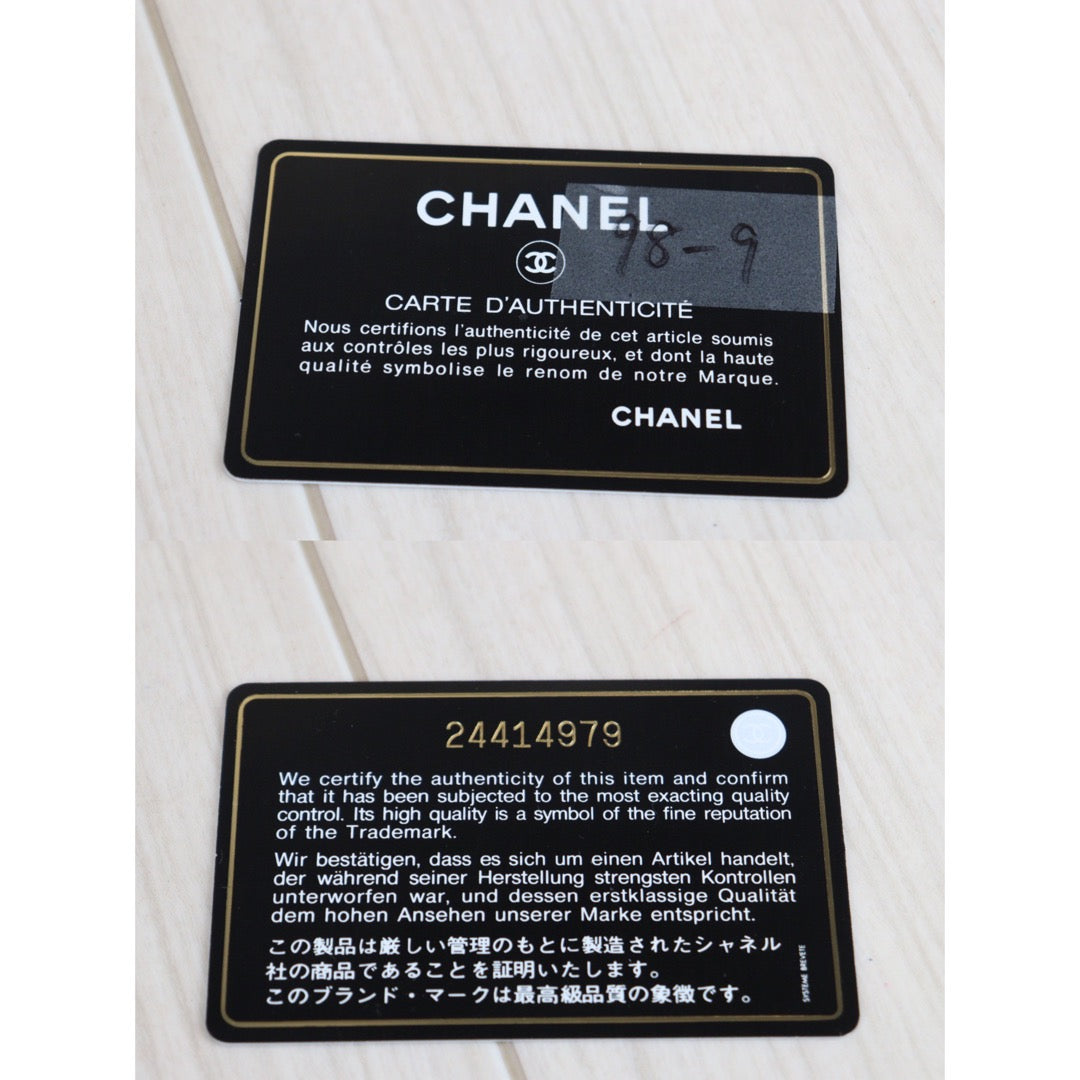 CHANEL
98-9
CARTE D'AUTHENTICITÉ
Nous certifions l'authenticité de cet article soumis
aux contrôles les plus rigoureux, et dont la haute
qualité symbolise le renom de notre Marque.
CHANEL
24414979
We certify the authenticity of this item and confirm
that it has been subjected to the most exacting quality
control. Its high quality is a symbol of the fine reputation
of the Trademark.
Wir bestätigen, dass es sich um einen Artikel handelt,
der während seiner Herstellung strengsten Kontrollen
unterworfen war, und dessen erstklassige Qualität
dem hohen Ansehen unserer Marke entspricht.
この製品は厳しい管理のもとに製造されたシャネル
社の商品であることを証明いたします。
このブランド・マークは最高級品質の象徴です。
SYSTEME BREVETE